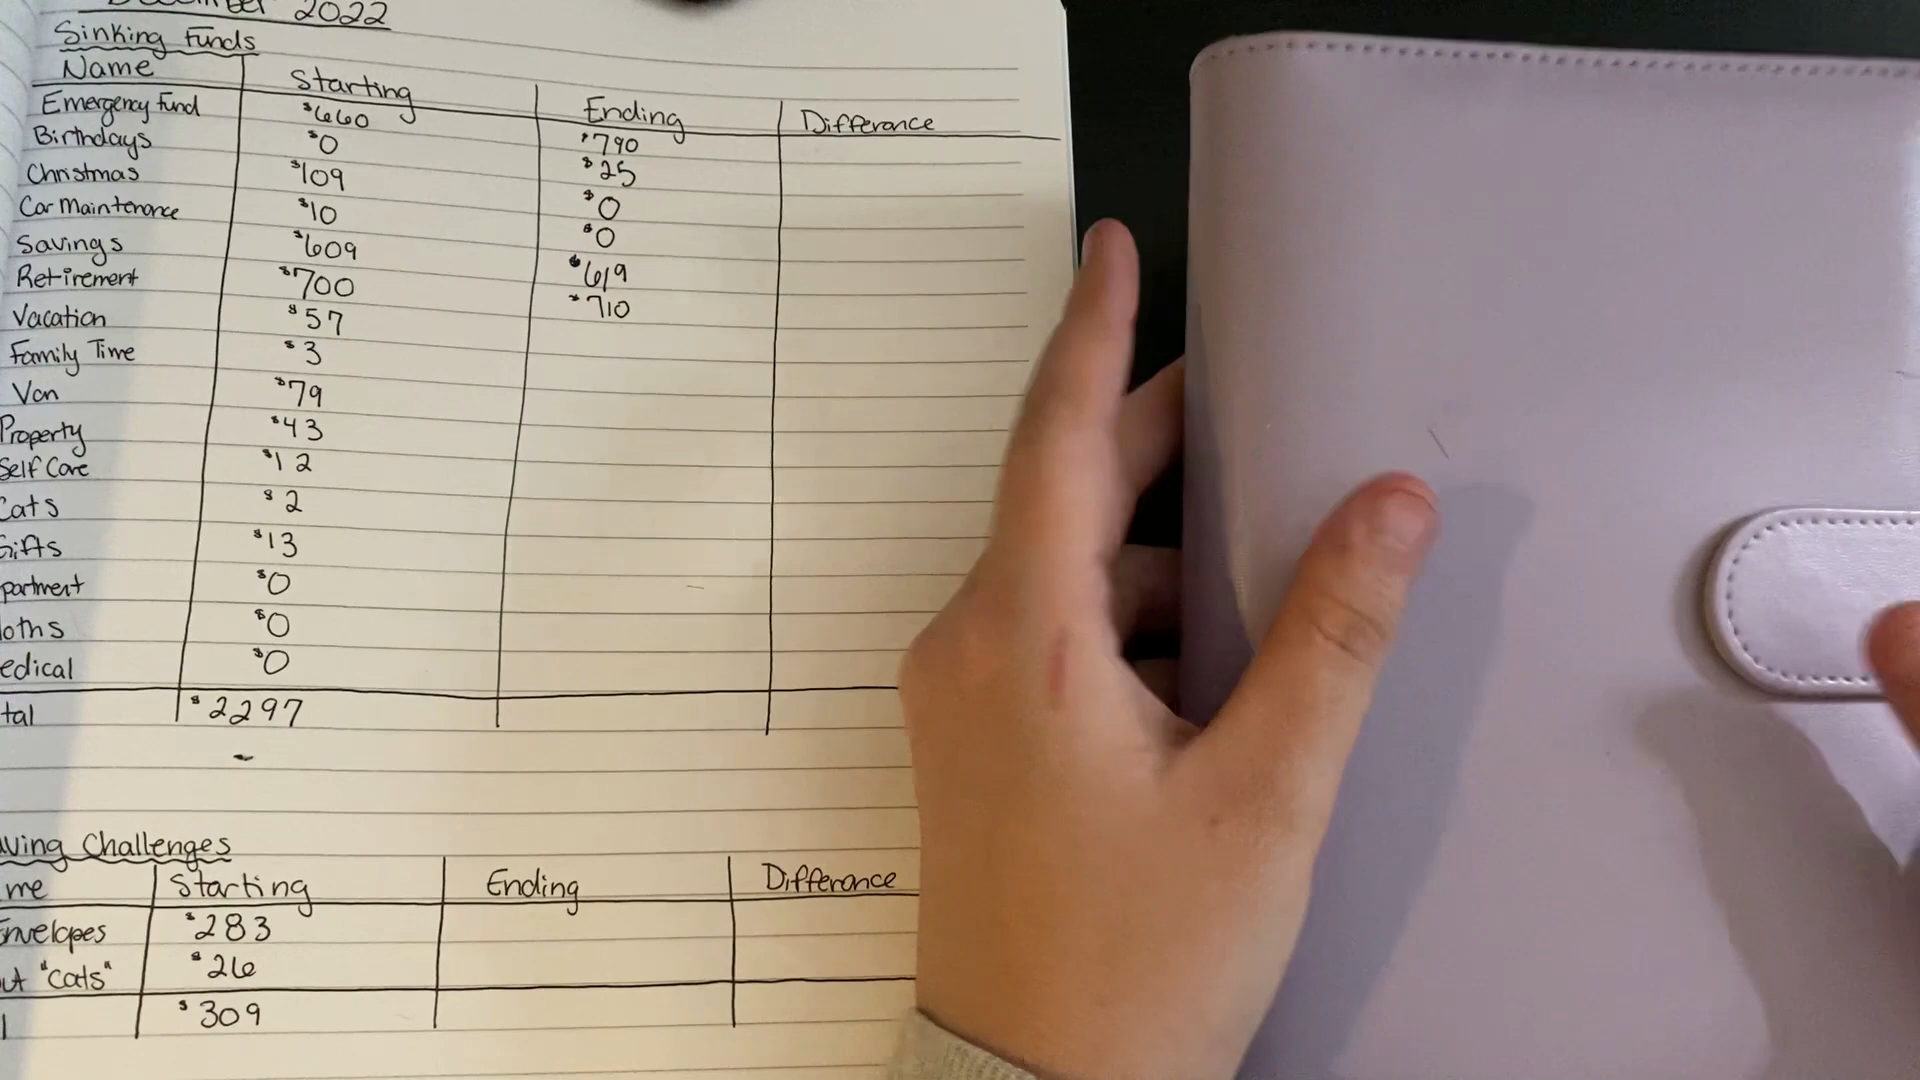 December 2022
Sinking Funds
Name Starting Ending Differance
Emergency Fund $660 $790
Birthdays $0 $25
Christmas $109 $0
Car Maintenance $10 $0
Savings $609 $619
Retirement $700 $710
Vacation $57
Family Time $3
Van $79
Property $43
Self Care $12
Cats $2
Gifts $13
partment $0
loths $0
edical $0
tal $2297
aving Challenges
me Starting Ending Differance
Envelopes $283
ut "Cats" $26
l $309